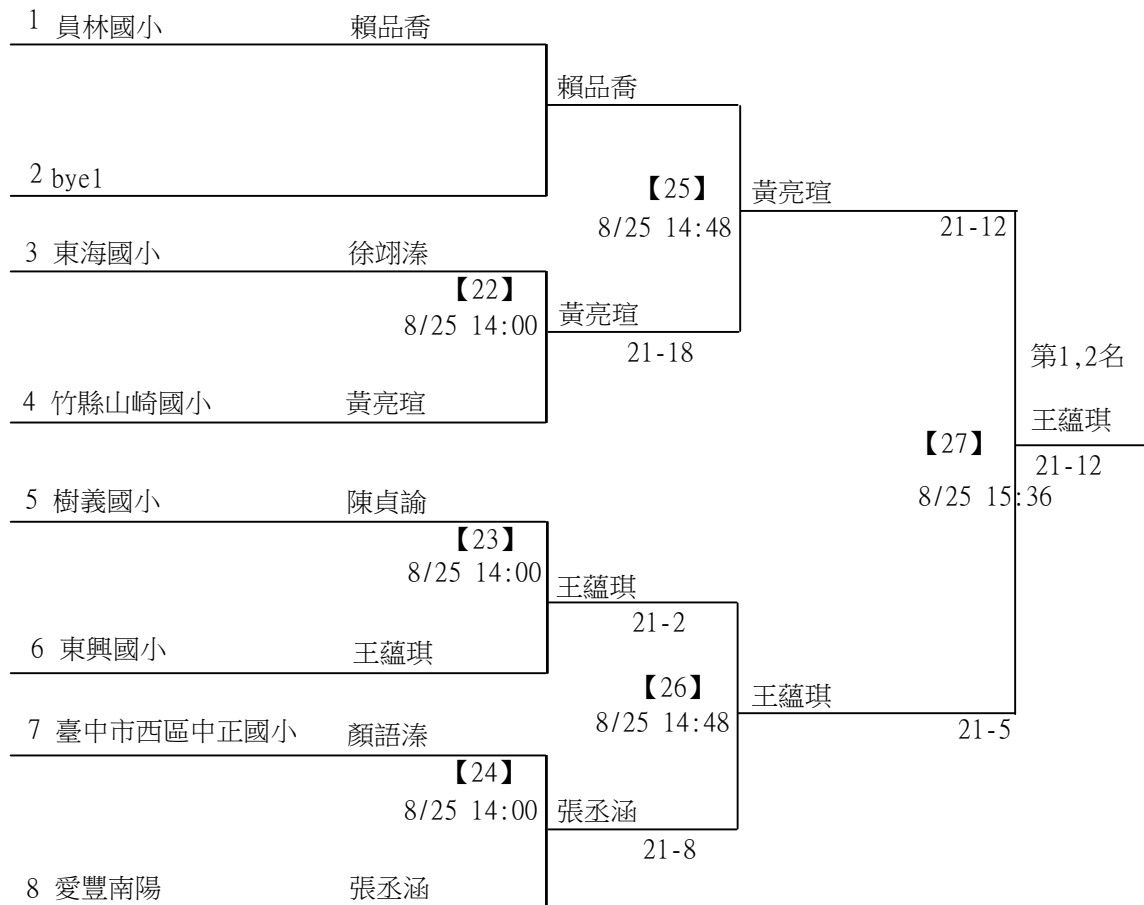 1 員林國小 賴品喬
賴品喬
2 bye1
【25】
8/25 14:48
黃亮瑄
21-12
3 東海國小 徐翊溱
【22】
8/25 14:00
黃亮瑄
21-18
第1,2名
4 竹縣山崎國小 黃亮瑄
王蘊琪
【27】
21-12
8/25 15:36
5 樹義國小 陳貞諭
【23】
8/25 14:00
王蘊琪
21-2
6 東興國小 王蘊琪
【26】
8/25 14:48
王蘊琪
21-5
7 臺中市西區中正國小 顏語溱
【24】
8/25 14:00
張丞涵
21-8
8 愛豐南陽 張丞涵